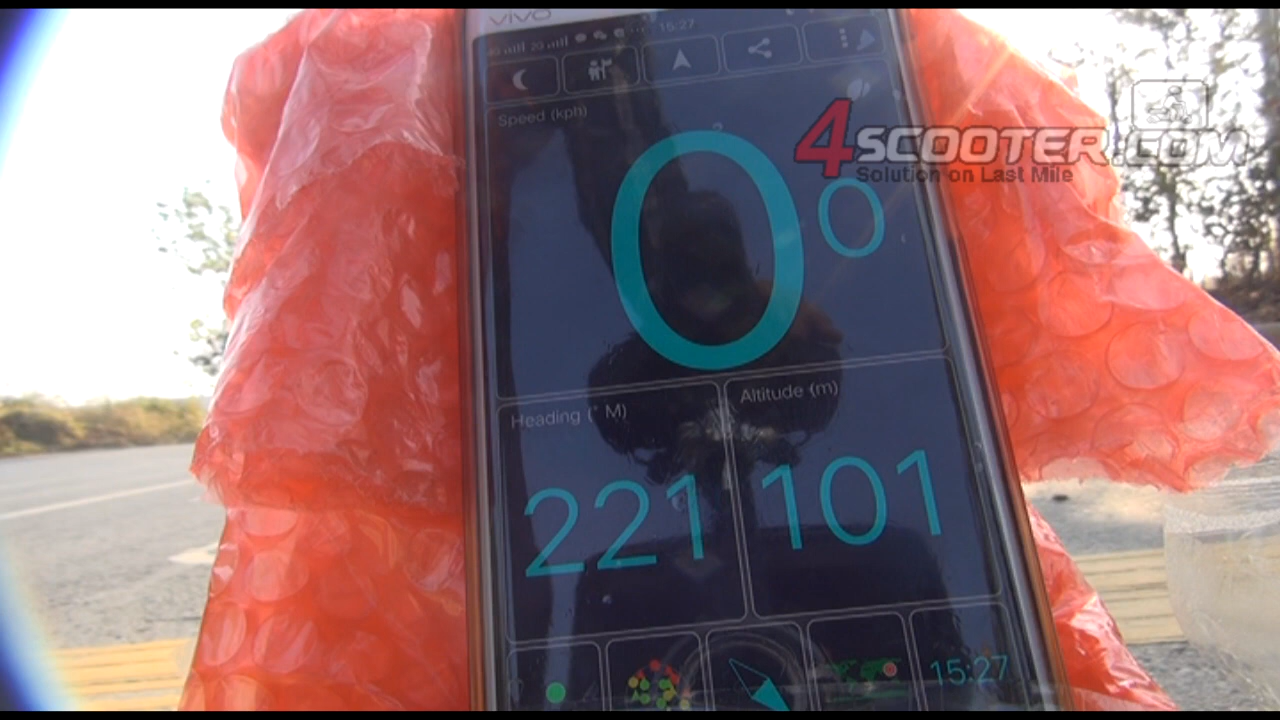 vivo
2G 15:27
Speed (kph)
0 0
4SCOOTER.COM
Solution on Last Mile
Heading (° M)
Altitude (m)
221
101
15:27